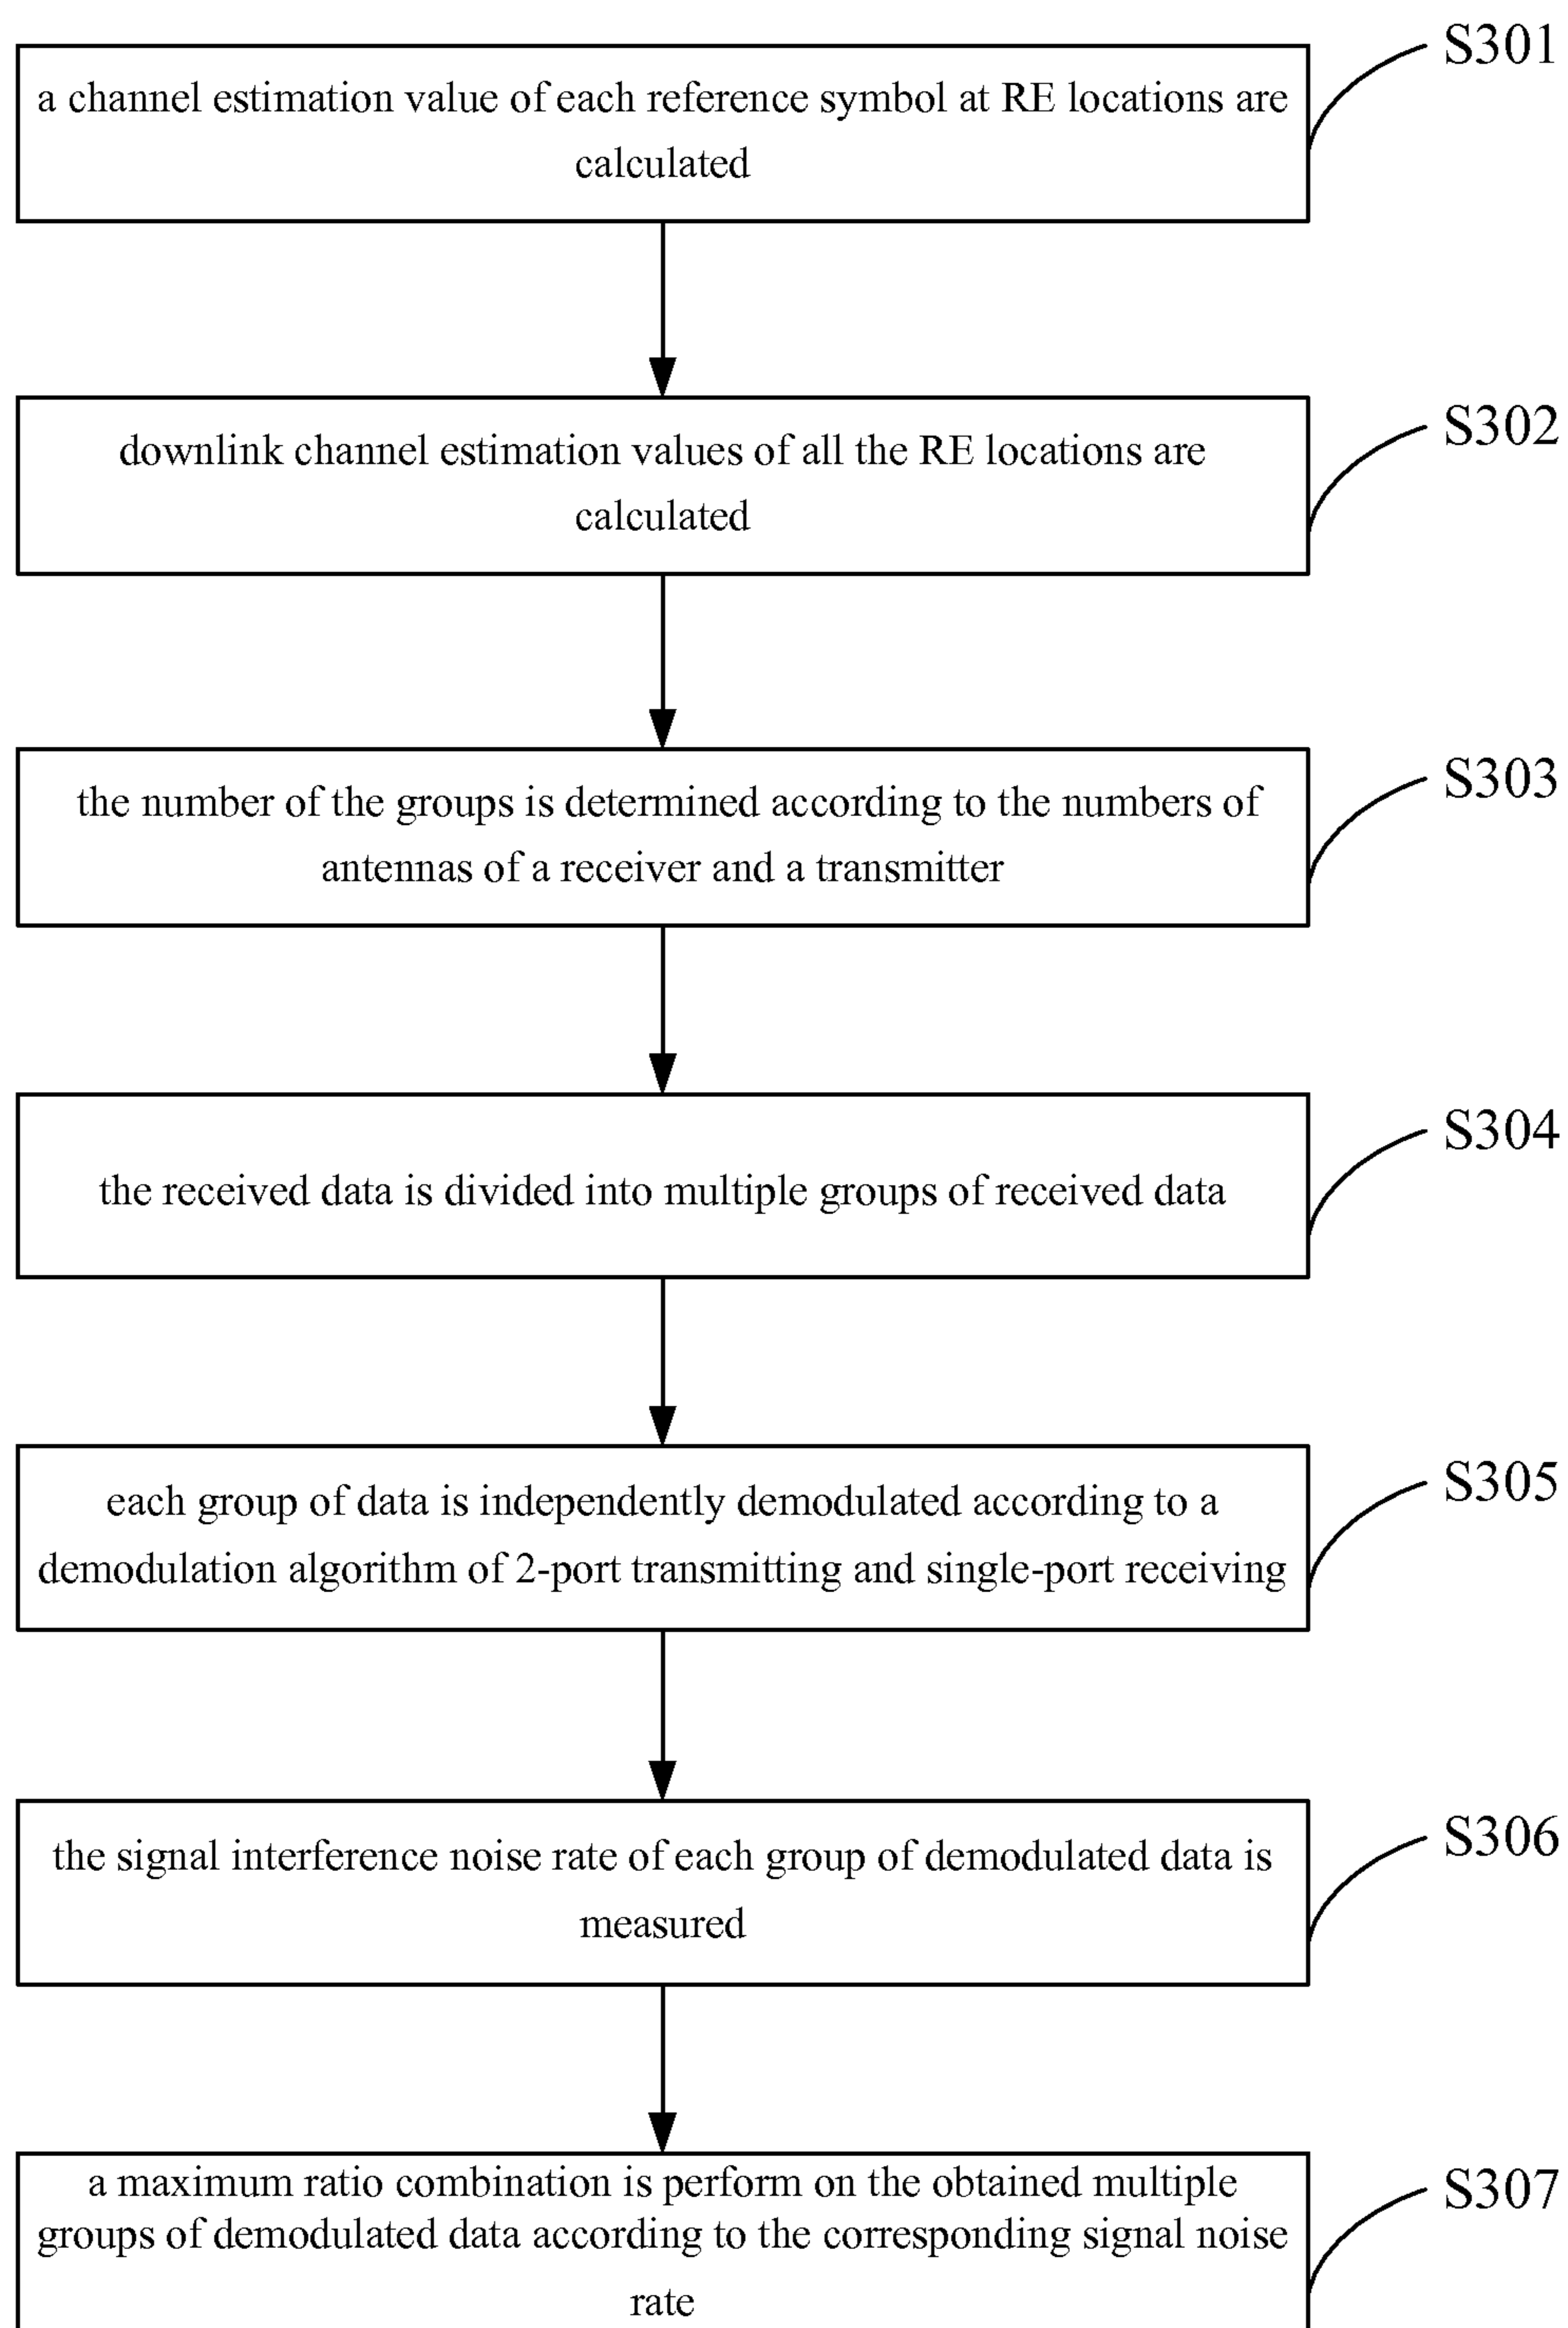 S301
a channel estimation value of each reference symbol at RE locations are
calculated
S302
downlink channel estimation values of all the RE locations are
calculated
S303
the number of the groups is determined according to the numbers of
antennas of a receiver and a transmitter
S304
the received data is divided into multiple groups of received data
S305
each group of data is independently demodulated according to a
demodulation algorithm of 2-port transmitting and single-port receiving
S306
the signal interference noise rate of each group of demodulated data is
measured
S307
a maximum ratio combination is perform on the obtained multiple
groups of demodulated data according to the corresponding signal noise
rate